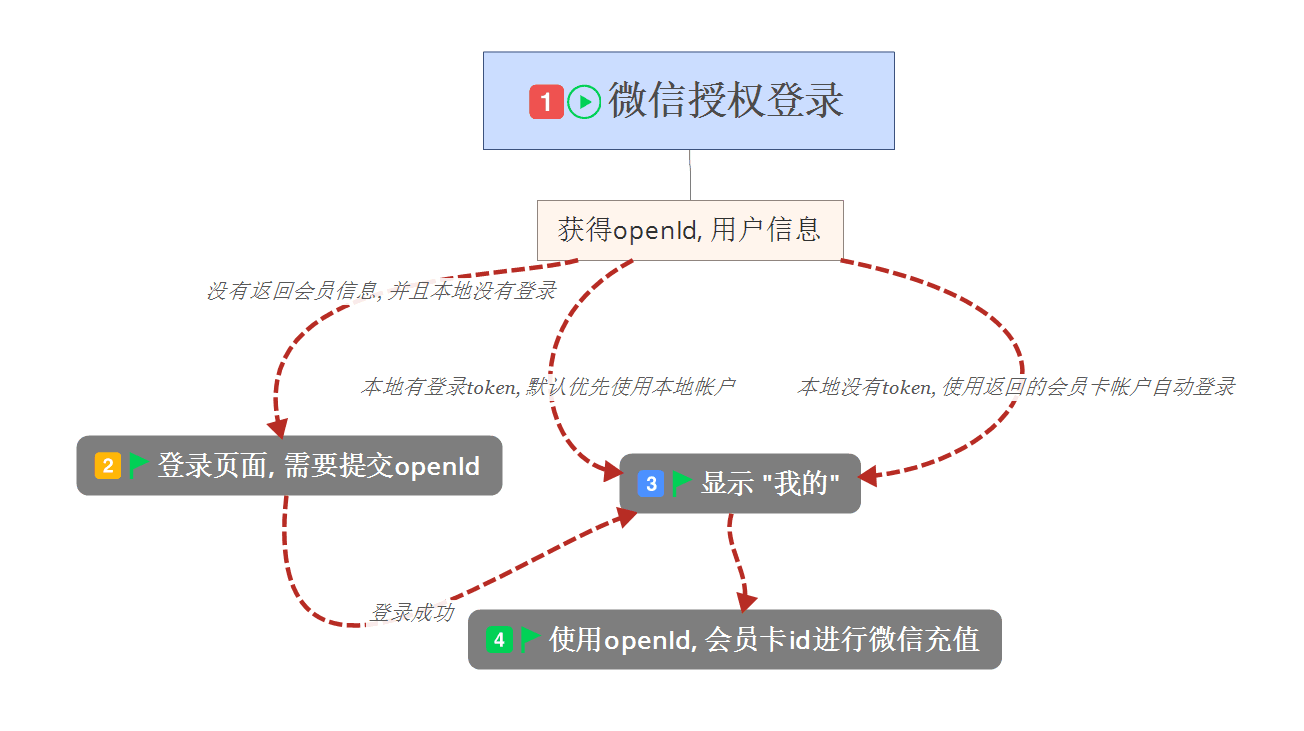 1 微信授权登录
获得openId, 用户信息
没有返回会员信息, 并且本地没有登录
本地有登录token, 默认优先使用本地帐户
本地没有token, 使用返回的会员卡帐户自动登录
2 登录页面, 需要提交openId
3 显示 "我的"
登录成功
4 使用openId, 会员卡id进行微信充值